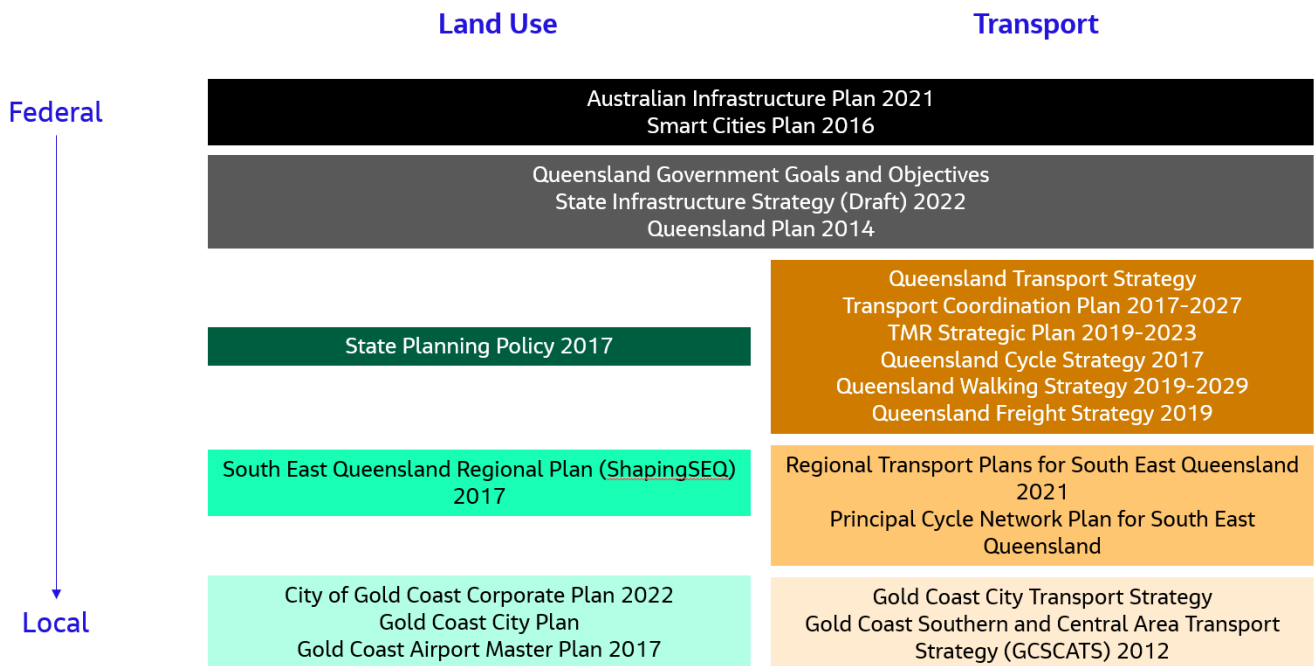 Land Use
Transport
Federal
Australian Infrastructure Plan 2021
Smart Cities Plan 2016
Queensland Government Goals and Objectives
State Infrastructure Strategy (Draft) 2022
Queensland Plan 2014
State Planning Policy 2017
Queensland Transport Strategy
Transport Coordination Plan 2017-2027
TMR Strategic Plan 2019-2023
Queensland Cycle Strategy 2017
Queensland Walking Strategy 2019-2029
Queensland Freight Strategy 2019
South East Queensland Regional Plan (ShapingSEQ)
2017
Regional Transport Plans for South East Queensland
2021
Principal Cycle Network Plan for South East
Queensland
Local
City of Gold Coast Corporate Plan 2022
Gold Coast City Plan
Gold Coast Airport Master Plan 2017
Gold Coast City Transport Strategy
Gold Coast Southern and Central Area Transport
Strategy (GCSCATS) 2012